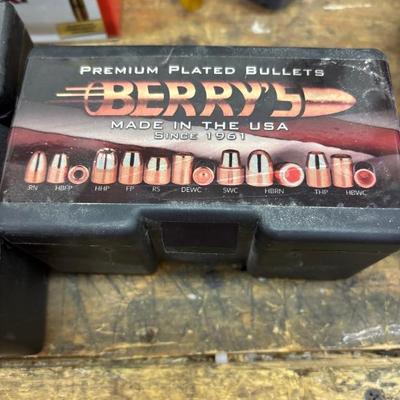 PREMIUM PLATED BULLETS
BERRY'S
MADE IN THE USA
SINCE 1961
RN HBFP HHP FP RS DEWC SWC HBRN THP HBWC